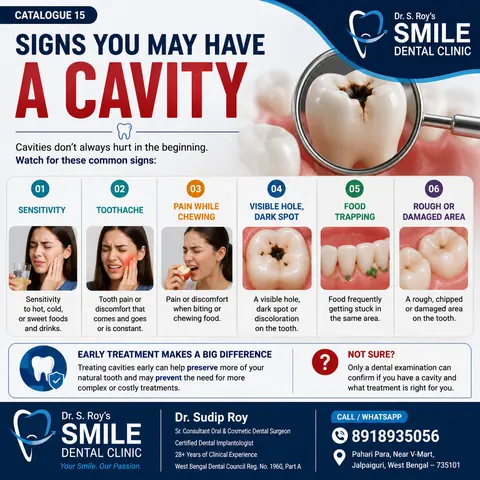 CATALOGUE 15
Dr. S. Roy's
SMILE
DENTAL CLINIC
SIGNS YOU MAY HAVE
A CAVITY
Cavities don't always hurt in the beginning.
Watch for these common signs:
01
SENSITIVITY
Sensitivity
to hot, cold,
or sweet foods
and drinks.
02
TOOTHACHE
Tooth pain or
discomfort that
comes and goes
or is constant.
03
PAIN WHILE
CHEWING
Pain or discomfort
when biting or
chewing food.
04
VISIBLE HOLE,
DARK SPOT
A visible hole,
dark spot or
discoloration on
the tooth.
05
FOOD
TRAPPING
Food frequently
getting stuck in
the same area.
06
ROUGH OR
DAMAGED AREA
A rough, chipped
or damaged area
on the tooth.
EARLY TREATMENT MAKES A BIG DIFFERENCE
Treating cavities early can help preserve more of your
natural tooth and may prevent the need for more
complex or costly treatments.
?
NOT SURE?
Only a dental examination can
confirm if you have a cavity and
what treatment is right for you.
Dr. S. Roy's
SMILE
DENTAL CLINIC
Your Smile. Our Passion.
Dr. Sudip Roy
Sr. Consultant Oral & Cosmetic Dental Surgeon
Certified Dental Implantologist
28+ Years of Clinical Experience
West Bengal Dental Council Reg. No. 1960, Part A
CALL / WHATSAPP
8918935056
Pahari Para, Near V-Mart,
Jalpaiguri, West Bengal – 735101